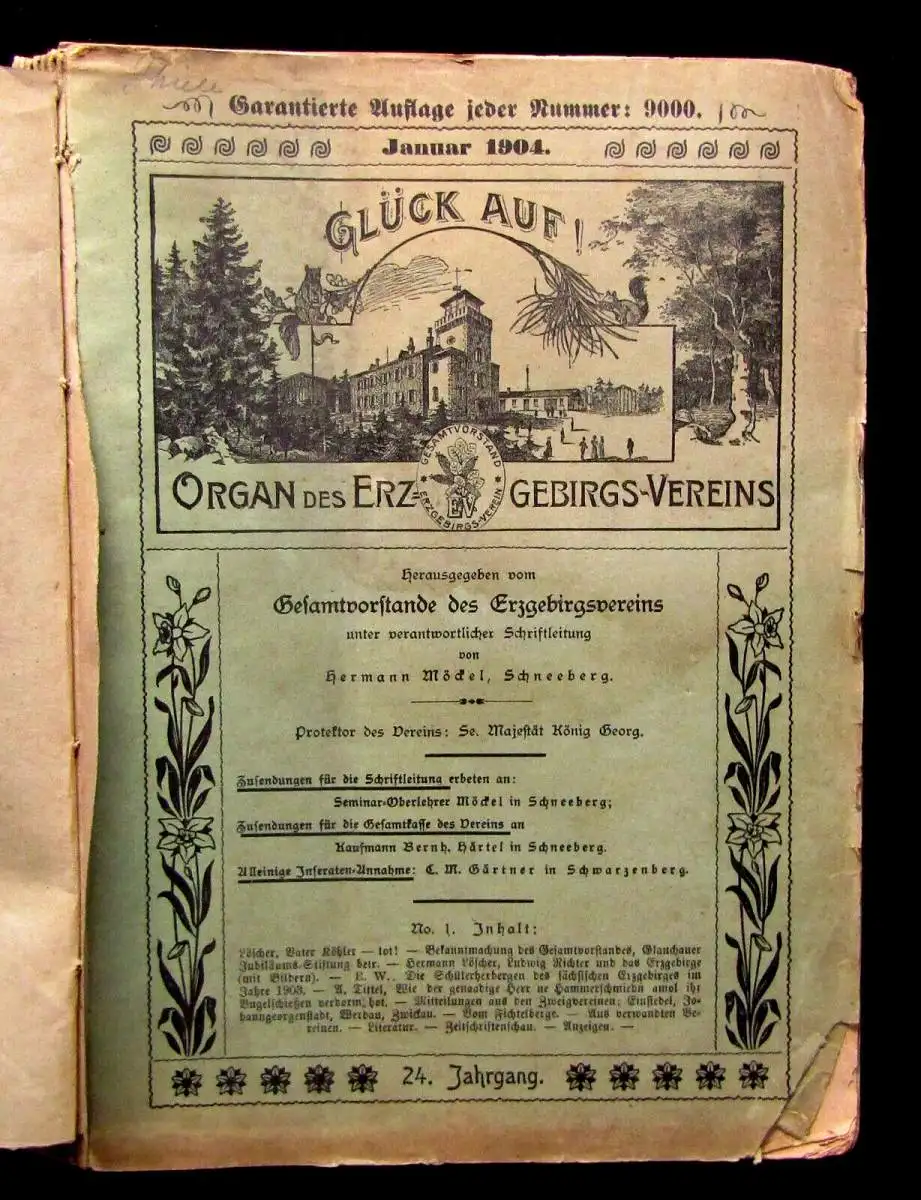 Thiele
Garantierte Auflage jeder Nummer: 9000.
Januar 1904.
GLÜCK AUF!
GESAMTVORSTAND
EV
ERZGEBIRGS-VEREIN
ORGAN DES ERZ-GEBIRGS-VEREINS
Herausgegeben vom
Gesamtvorstande des Erzgebirgsvereins
unter verantwortlicher Schriftleitung
von
Hermann Möckel, Schneeberg.
Protektor des Vereins: Se. Majestät König Georg.
Zusendungen für die Schriftleitung erbeten an:
Seminar-Oberlehrer Möckel in Schneeberg;
Zusendungen für die Gesamtkasse des Vereins an
Kaufmann Bernh. Härtel in Schneeberg.
Alleinige Inseraten-Annahme: C. M. Gärtner in Schwarzenberg.
No. 1. Inhalt:
Löscher, Vater Köhler — tot! — Bekanntmachung des Gesamtvorstandes, Glauchauer
Jubiläums-Stiftung betr. — Hermann Löscher, Ludwig Richter und das Erzgebirge
(mit Bildern). — E. W., Die Schülerherbergen des sächsischen Erzgebirges im
Jahre 1903. — A. Tittel, Wie der genaadige Herr ne Hammerschmiedn amol ihr
Vugelschießen verdorm hot. — Mitteilungen aus den Zweigvereinen: Einsiedel, Jo-
hanngeorgenstadt, Werdau, Zwickau. — Vom Fichtelberge. — Aus verwandten Ve-
reinen. — Literatur. — Zeitschriftenschau. — Anzeigen. —
24. Jahrgang.